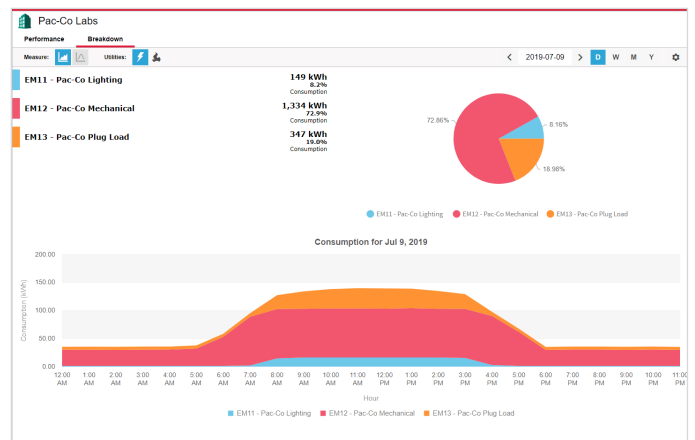 Pac-Co Labs
Performance Breakdown
Measure: Utilities: 2019-07-09 D W M Y
EM11 - Pac-Co Lighting 149 kWh
8.2%
Consumption
EM12 - Pac-Co Mechanical 1,334 kWh
72.9%
Consumption
EM13 - Pac-Co Plug Load 347 kWh
19.0%
Consumption
72.86% 8.16%
18.98%
EM11 - Pac-Co Lighting EM12 - Pac-Co Mechanical EM13 - Pac-Co Plug Load
Consumption for Jul 9, 2019
Consumption (kWh)
200.00
150.00
100.00
50.00
0.00
12:00 AM 1:00 AM 2:00 AM 3:00 AM 4:00 AM 5:00 AM 6:00 AM 7:00 AM 8:00 AM 9:00 AM 10:00 AM 11:00 AM 12:00 PM 1:00 PM 2:00 PM 3:00 PM 4:00 PM 5:00 PM 6:00 PM 7:00 PM 8:00 PM 9:00 PM 10:00 PM 11:00 PM
Hour
EM11 - Pac-Co Lighting EM12 - Pac-Co Mechanical EM13 - Pac-Co Plug Load